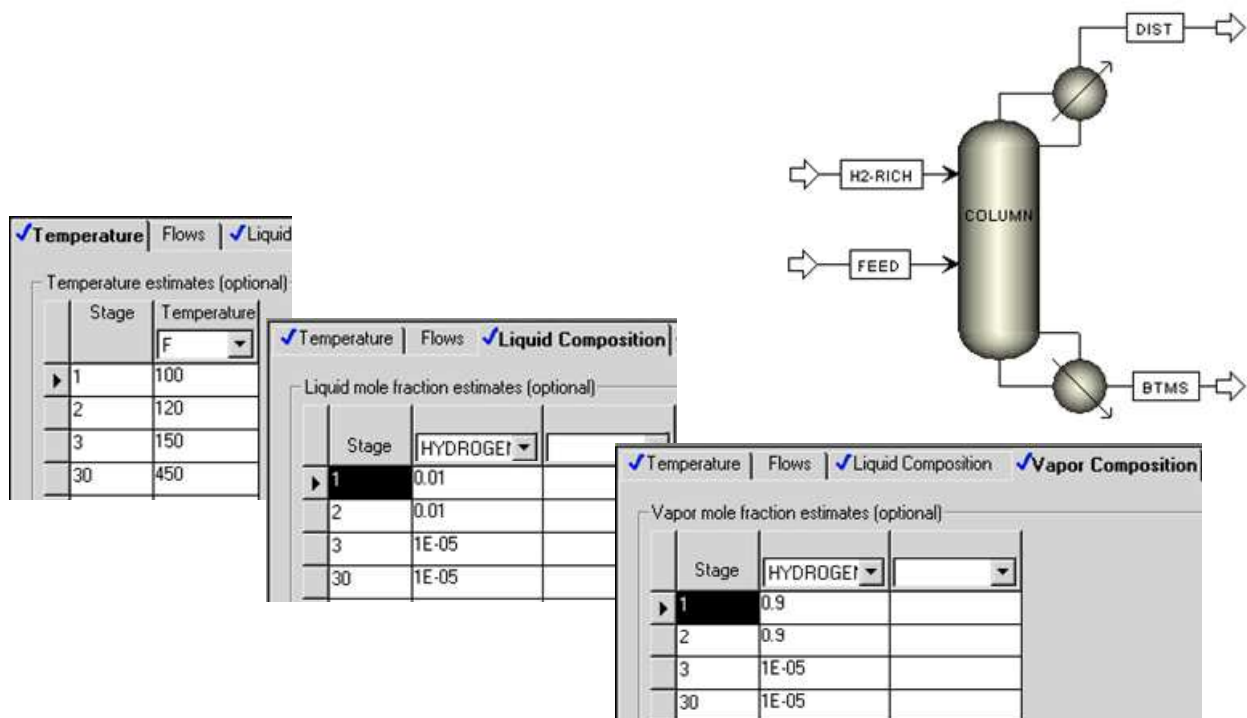 DIST
H2-RICH
COLUMN
FEED
BTMS
Temperature Flows Liquid
Temperature estimates (optional)
Stage Temperature
F
1 100
2 120
3 150
30 450
Temperature Flows Liquid Composition
Liquid mole fraction estimates (optional)
Stage HYDROGEN
1 0.01
2 0.01
3 1E-05
30 1E-05
Temperature Flows Liquid Composition Vapor Composition
Vapor mole fraction estimates (optional)
Stage HYDROGEN
1 0.9
2 0.9
3 1E-05
30 1E-05